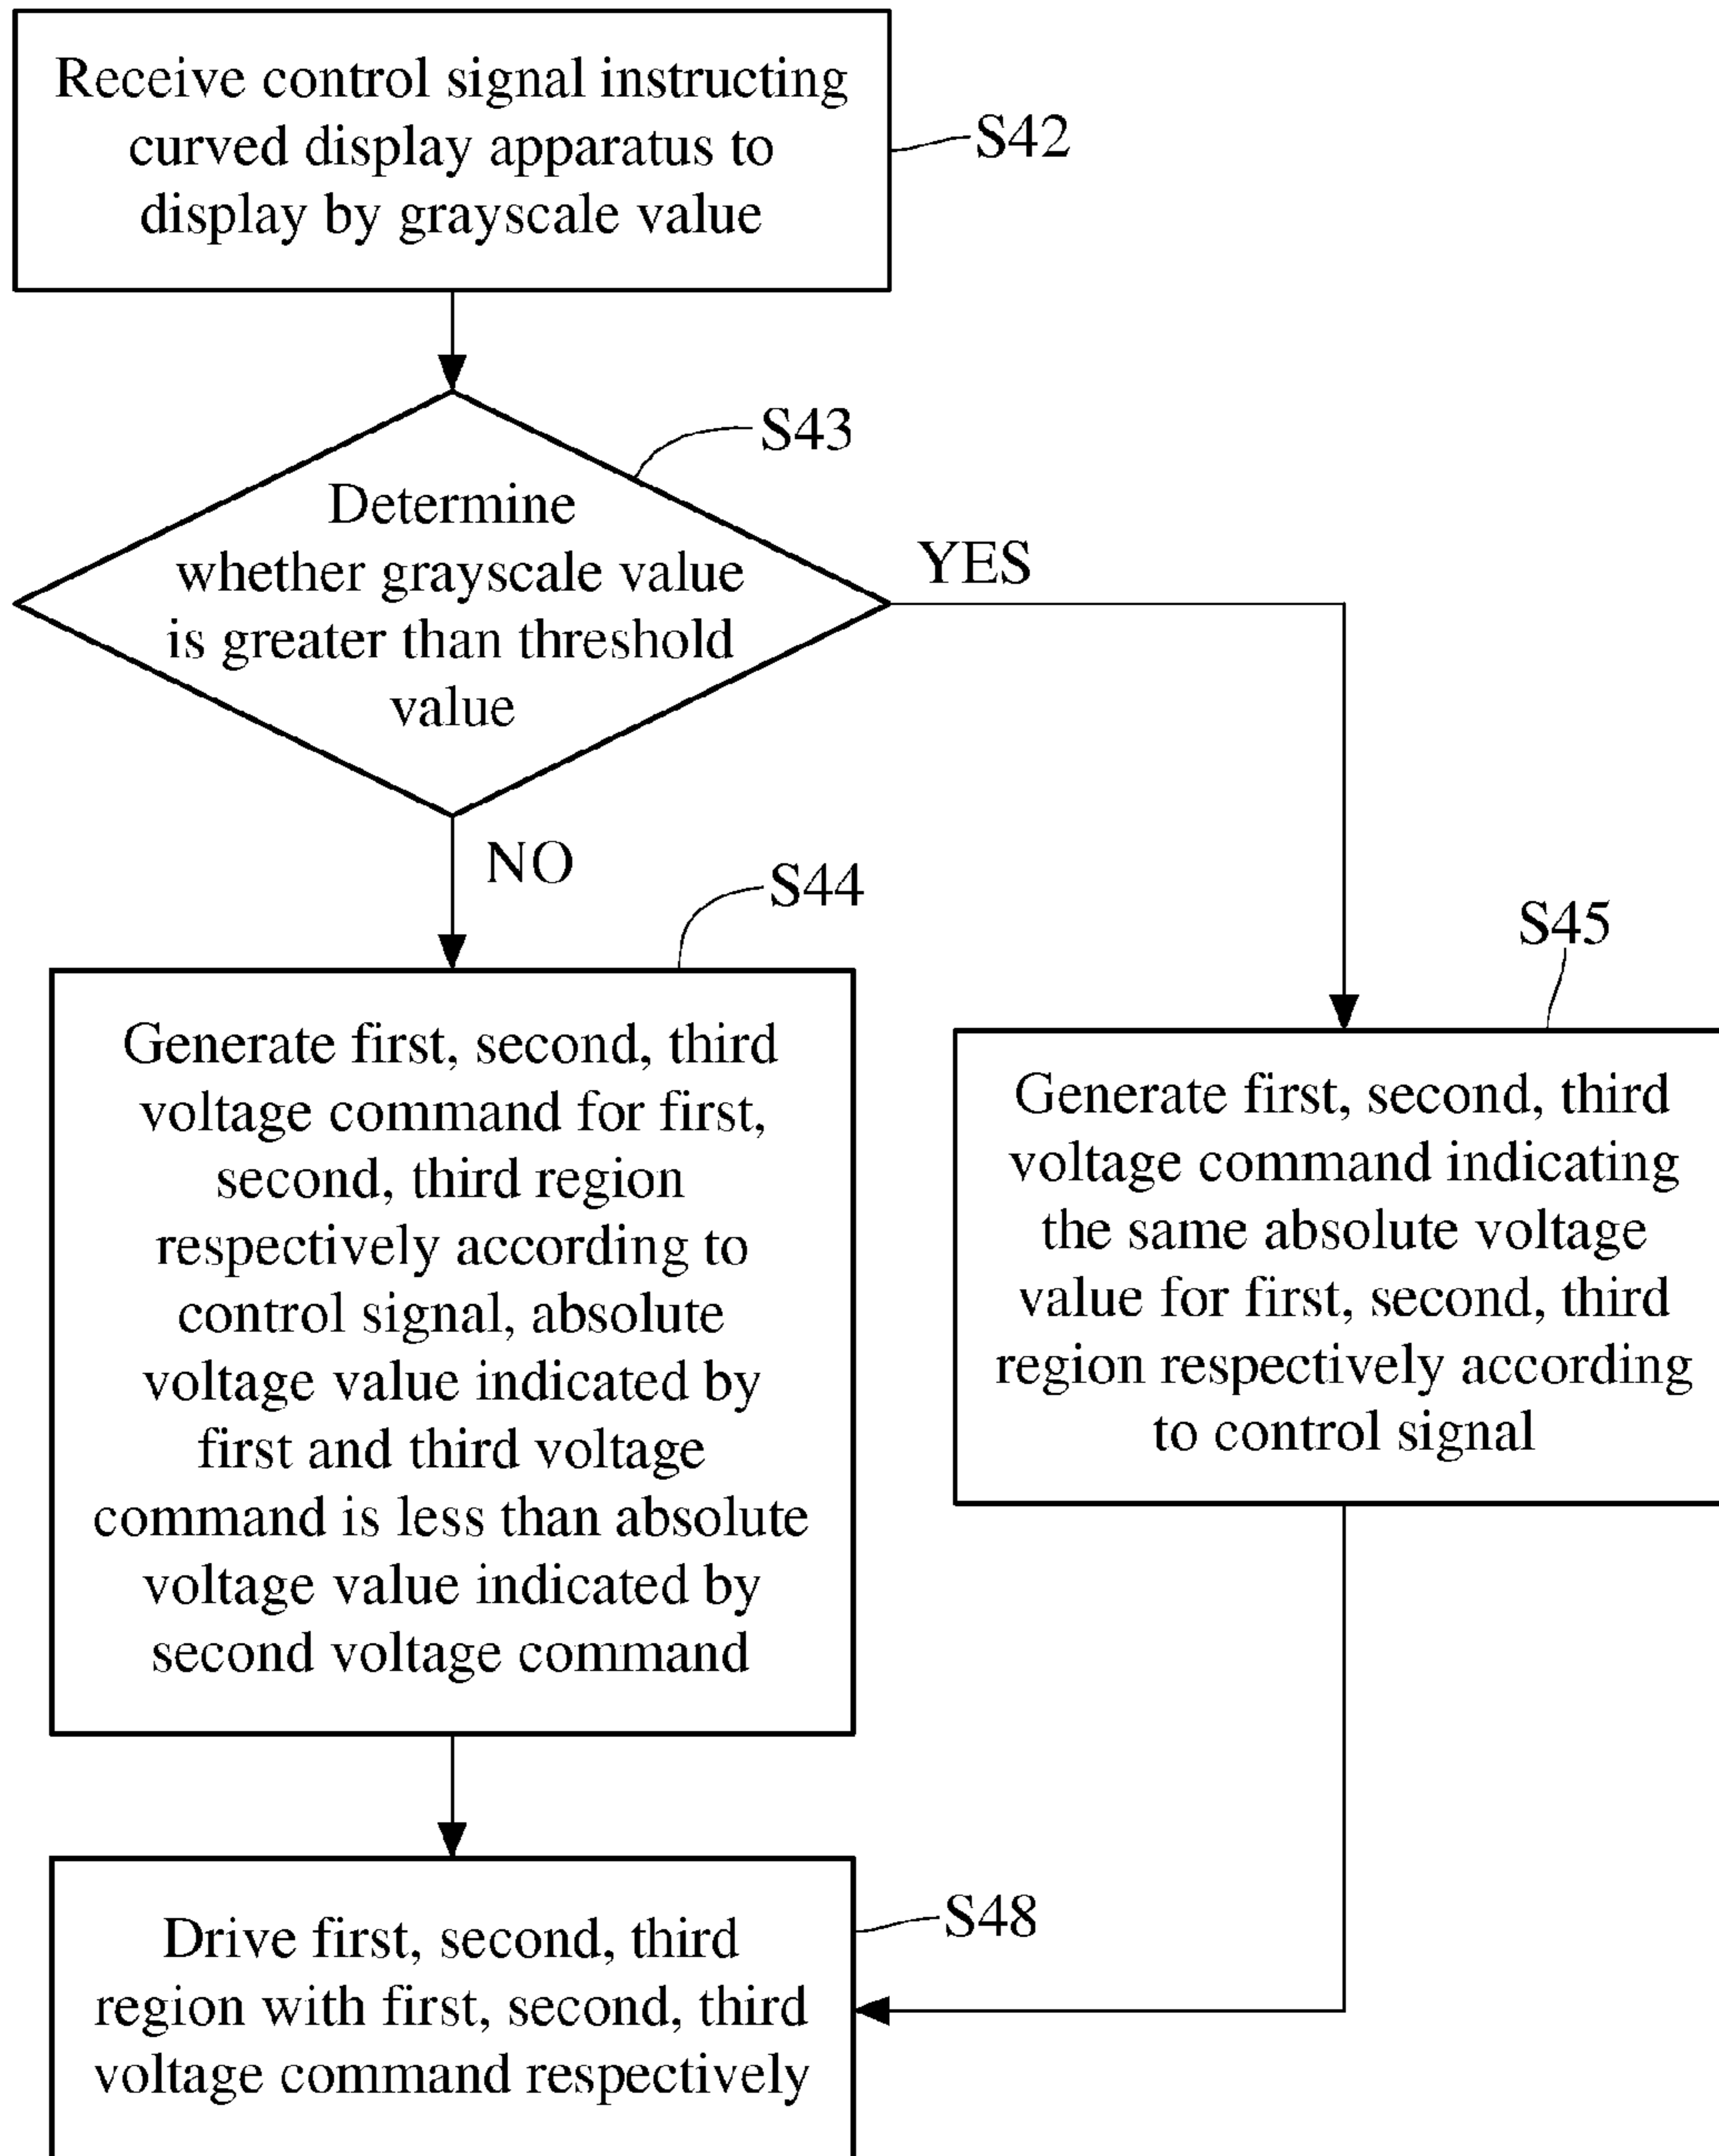 Receive control signal instructing
curved display apparatus to
display by grayscale value
S42
S43
Determine
whether grayscale value
is greater than threshold
value
YES
NO
S44
Generate first, second, third
voltage command for first,
second, third region
respectively according to
control signal, absolute
voltage value indicated by
first and third voltage
command is less than absolute
voltage value indicated by
second voltage command
S45
Generate first, second, third
voltage command indicating
the same absolute voltage
value for first, second, third
region respectively according
to control signal
S48
Drive first, second, third
region with first, second, third
voltage command respectively